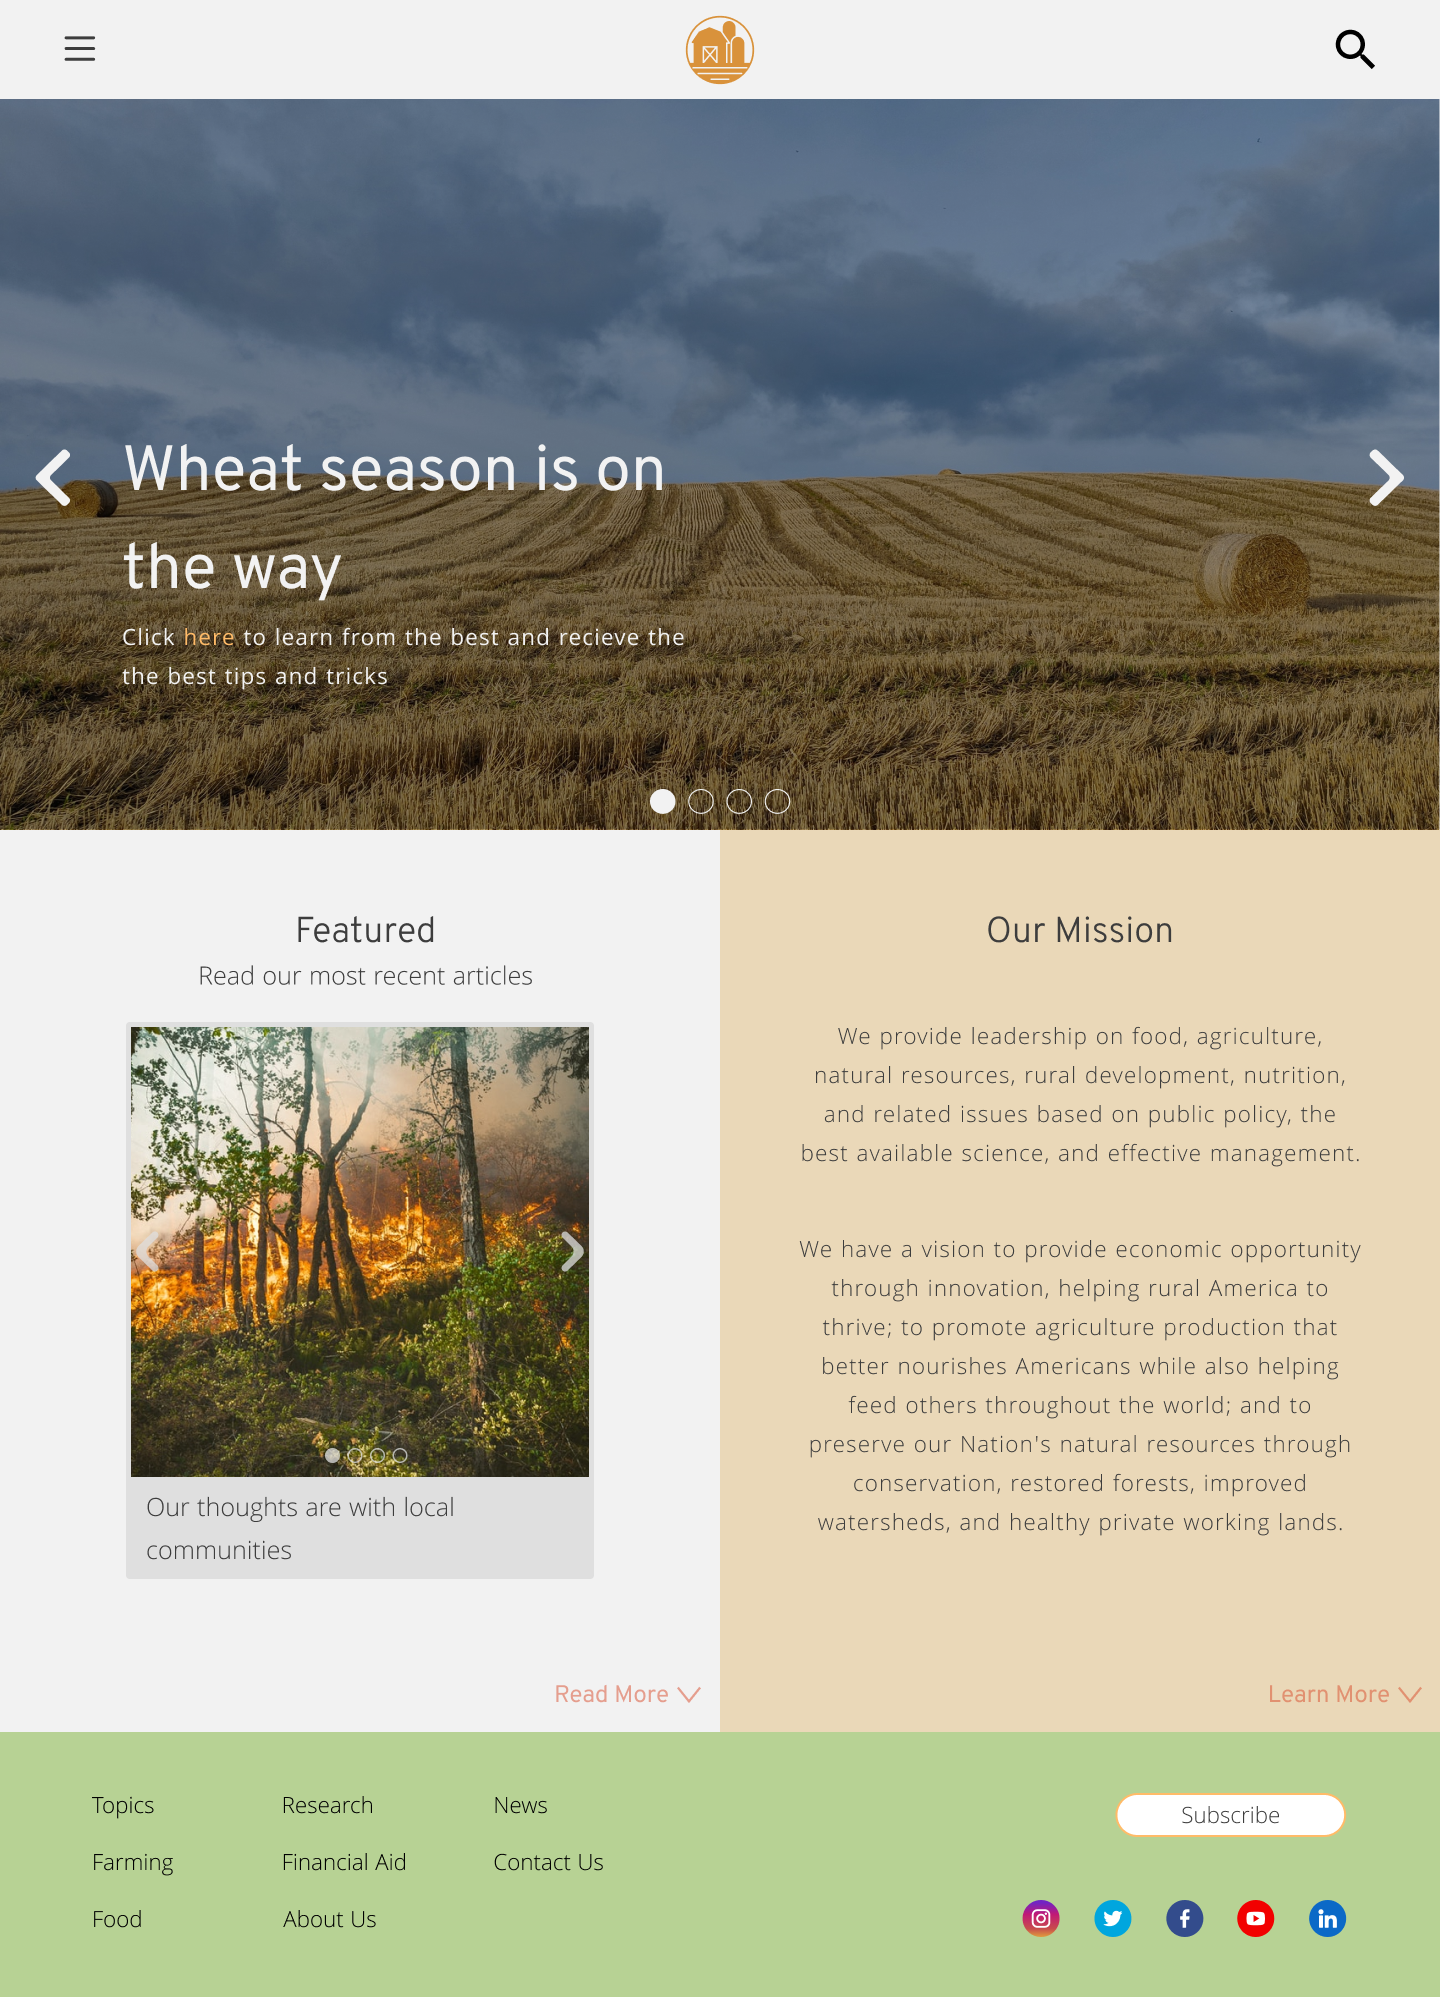 Wheat season is on
the way
Click here to learn from the best and recieve the
the best tips and tricks
Featured
Read our most recent articles
Our thoughts are with local
communities
Read More
Our Mission
We provide leadership on food, agriculture,
natural resources, rural development, nutrition,
and related issues based on public policy, the
best available science, and effective management.
We have a vision to provide economic opportunity
through innovation, helping rural America to
thrive; to promote agriculture production that
better nourishes Americans while also helping
feed others throughout the world; and to
preserve our Nation's natural resources through
conservation, restored forests, improved
watersheds, and healthy private working lands.
Learn More
Topics
Farming
Food
Research
Financial Aid
About Us
News
Contact Us
Subscribe